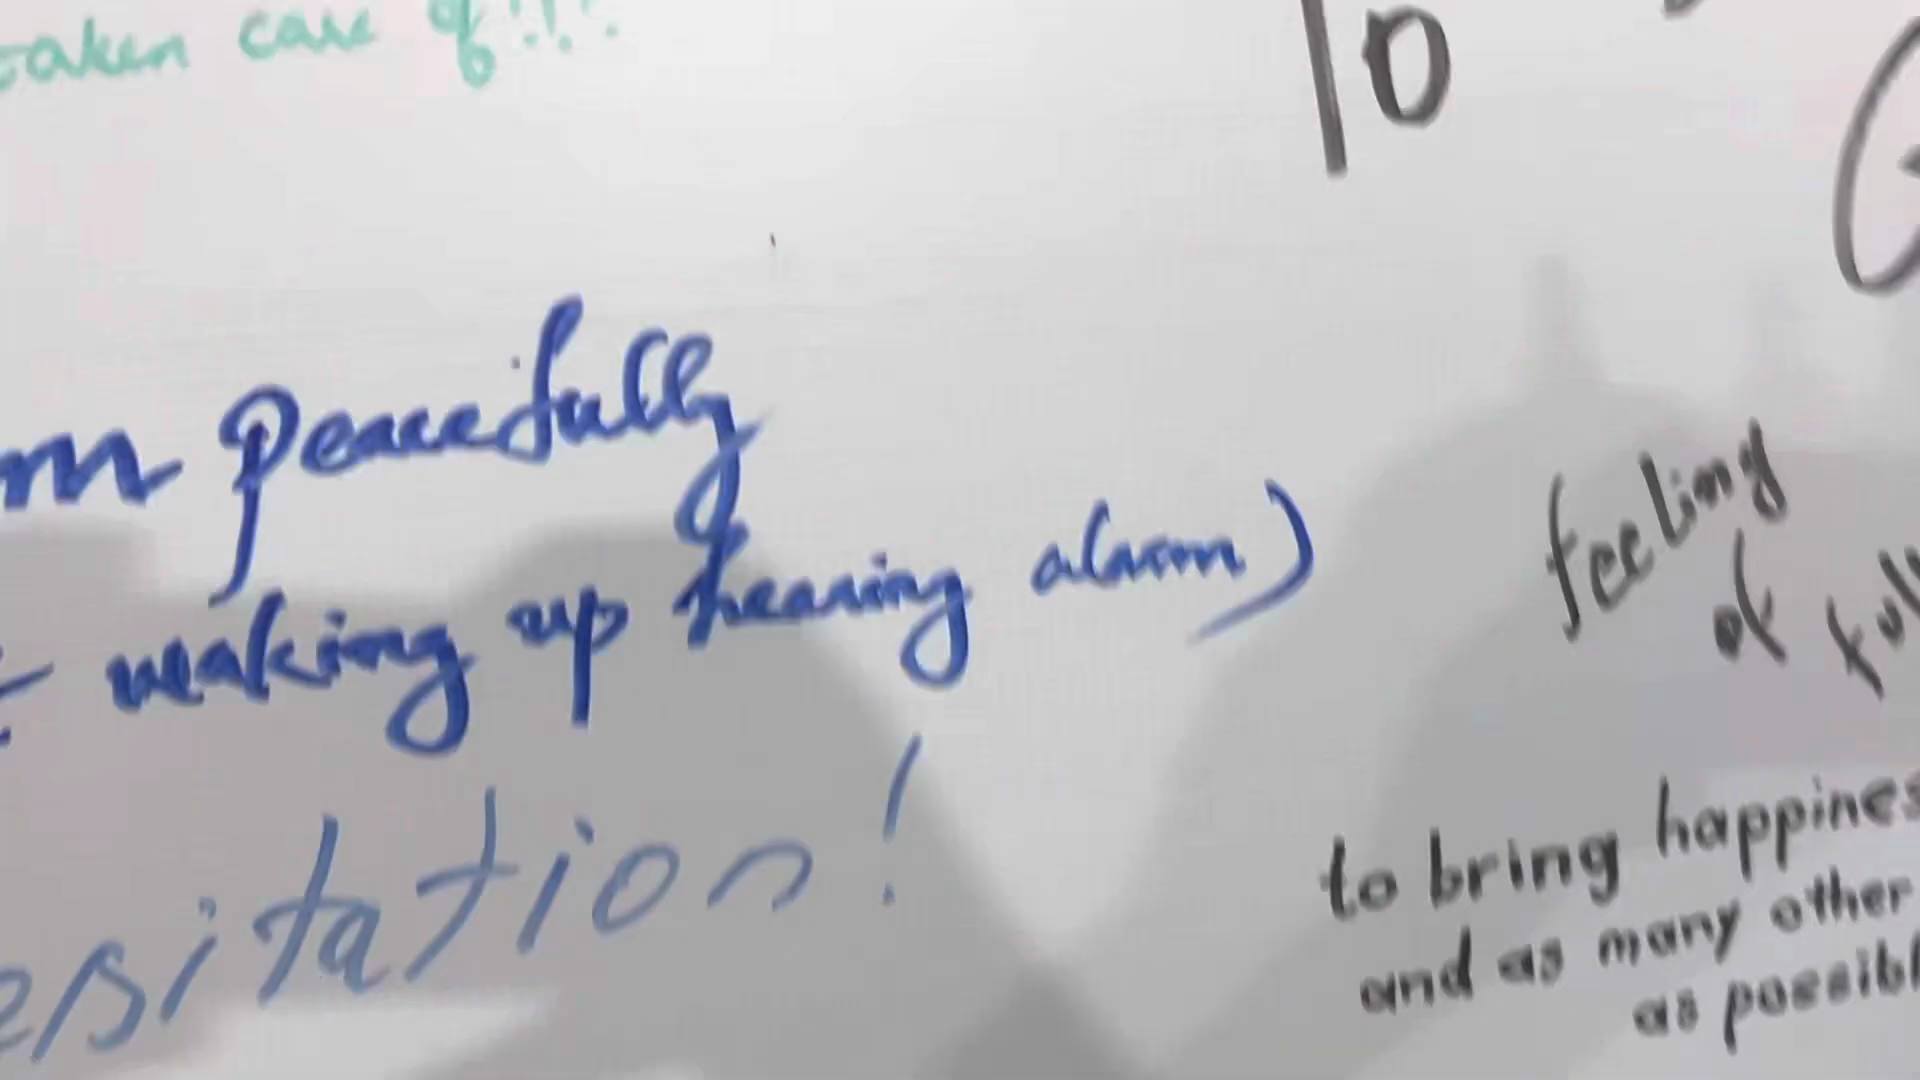 taken care of!!!
To
peacefully
waking up hearing alarm)
feeling
of
to bring happines
and as many other
as possibl
esitation!